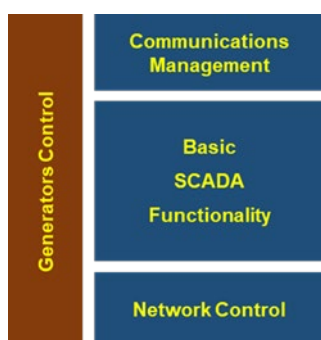 Generators Control
Communications
Management
Basic
SCADA
Functionality
Network Control